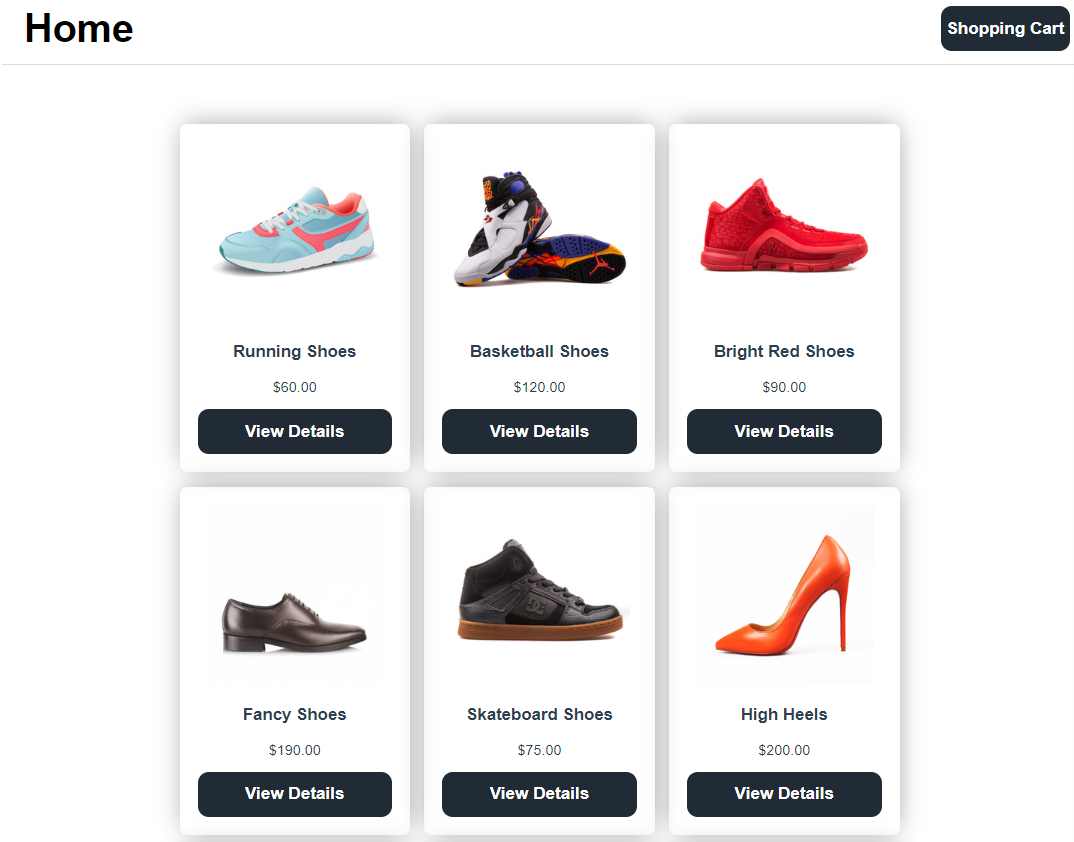 Home
Shopping Cart
Running Shoes
$60.00
View Details
Basketball Shoes
$120.00
View Details
Bright Red Shoes
$90.00
View Details
Fancy Shoes
$190.00
View Details
Skateboard Shoes
$75.00
View Details
High Heels
$200.00
View Details